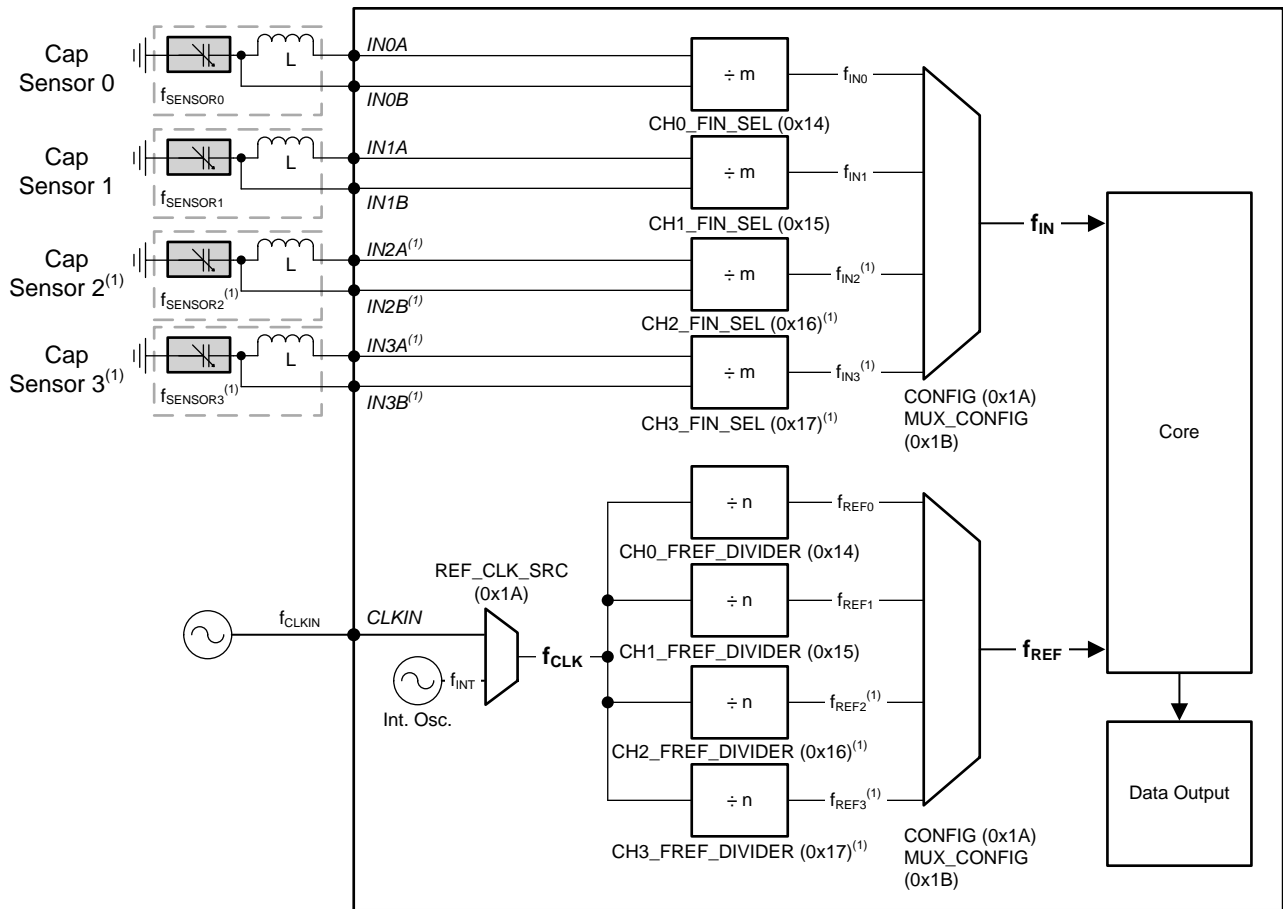 Cap
Sensor 0
L
fSENSOR0
IN0A
IN0B
÷ m
fIN0
CH0_FIN_SEL (0x14)
Cap
Sensor 1
L
fSENSOR1
IN1A
IN1B
÷ m
fIN1
CH1_FIN_SEL (0x15)
Cap
Sensor 2(1)
L
fSENSOR2(1)
IN2A(1)
IN2B(1)
÷ m
fIN2(1)
CH2_FIN_SEL (0x16)(1)
Cap
Sensor 3(1)
L
fSENSOR3(1)
IN3A(1)
IN3B(1)
÷ m
fIN3(1)
CH3_FIN_SEL (0x17)(1)
CONFIG (0x1A)
MUX_CONFIG
(0x1B)
fIN
Core
fCLKIN
CLKIN
REF_CLK_SRC
(0x1A)
fINT
Int. Osc.
fCLK
÷ n
fREF0
CH0_FREF_DIVIDER (0x14)
÷ n
fREF1
CH1_FREF_DIVIDER (0x15)
÷ n
fREF2(1)
CH2_FREF_DIVIDER (0x16)(1)
÷ n
fREF3(1)
CH3_FREF_DIVIDER (0x17)(1)
CONFIG (0x1A)
MUX_CONFIG
(0x1B)
fREF
Data Output